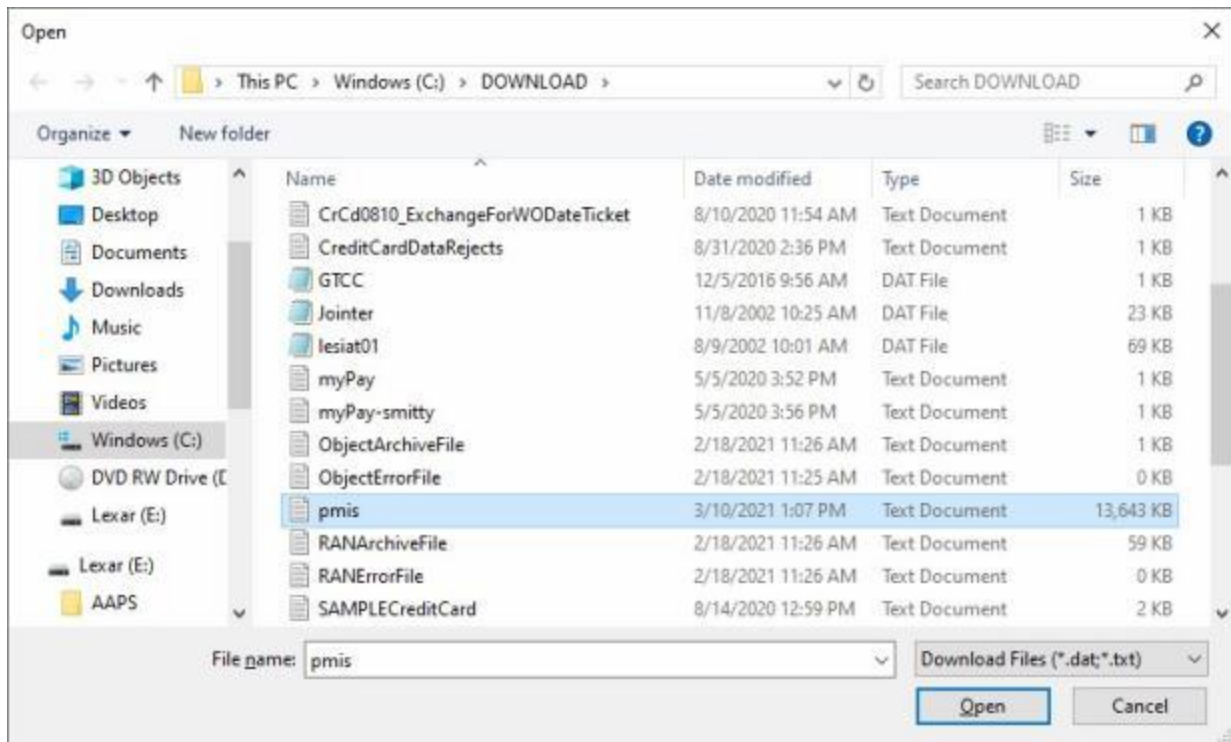 Open
This PC > Windows (C:) > DOWNLOAD >
Search DOWNLOAD
Organize
New folder
3D Objects
Desktop
Documents
Downloads
Music
Pictures
Videos
Windows (C:)
DVD RW Drive (D
Lexar (E:)
Lexar (E:)
AAPS
Name Date modified Type Size
CrCd0810_ExchangeForWODateTicket 8/10/2020 11:54 AM Text Document 1 KB
CreditCardDataRejects 8/31/2020 2:36 PM Text Document 1 KB
GTCC 12/5/2016 9:56 AM DAT File 1 KB
Jointer 11/8/2002 10:25 AM DAT File 23 KB
lesiat01 8/9/2002 10:01 AM DAT File 69 KB
myPay 5/5/2020 3:52 PM Text Document 1 KB
myPay-smitty 5/5/2020 3:56 PM Text Document 1 KB
ObjectArchiveFile 2/18/2021 11:26 AM Text Document 1 KB
ObjectErrorFile 2/18/2021 11:25 AM Text Document 0 KB
pmis 3/10/2021 1:07 PM Text Document 13,643 KB
RANArchiveFile 2/18/2021 11:26 AM Text Document 59 KB
RANErrorFile 2/18/2021 11:26 AM Text Document 0 KB
SAMPLECreditCard 8/14/2020 12:59 PM Text Document 2 KB
File name: pmis
Download Files (*.dat;*.txt)
Open
Cancel